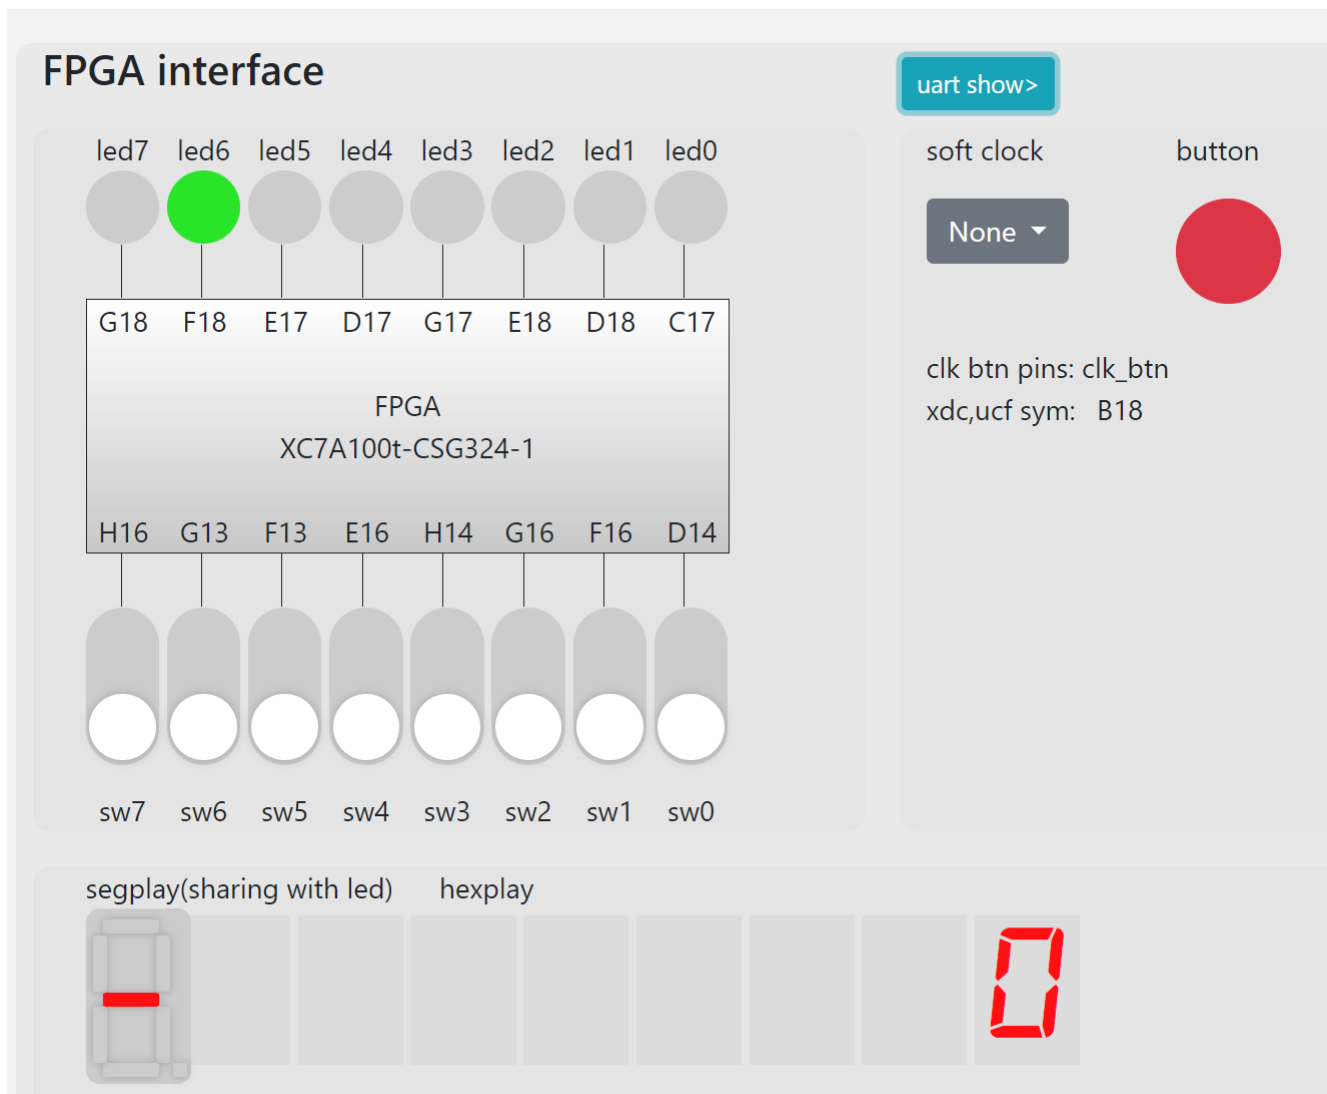 FPGA interface
uart show>
led7 led6 led5 led4 led3 led2 led1 led0
soft clock
button
None
G18 F18 E17 D17 G17 E18 D18 C17
FPGA
XC7A100t-CSG324-1
H16 G13 F13 E16 H14 G16 F16 D14
clk btn pins: clk_btn
xdc,ucf sym: B18
sw7 sw6 sw5 sw4 sw3 sw2 sw1 sw0
segplay(sharing with led)
hexplay
0